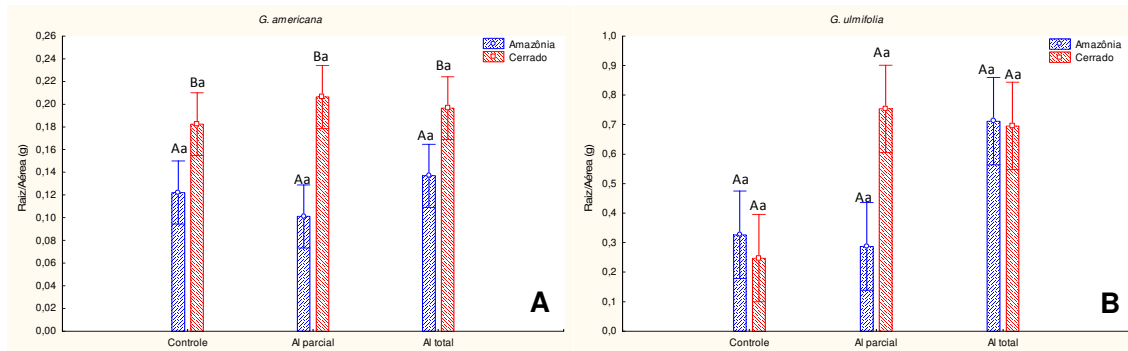 G. americana
Raiz/Aérea (g)
0,26
0,24
0,22
0,20
0,18
0,16
0,14
0,12
0,10
0,08
0,06
0,04
0,02
0,00
Amazônia
Cerrado
Aa
Ba
Aa
Ba
Aa
Ba
Controle
Al parcial
Al total
A
G. ulmifolia
Raiz/Aérea (g)
1,0
0,9
0,8
0,7
0,6
0,5
0,4
0,3
0,2
0,1
0,0
Amazônia
Cerrado
Aa
Aa
Aa
Aa
Aa
Aa
Controle
Al parcial
Al total
B